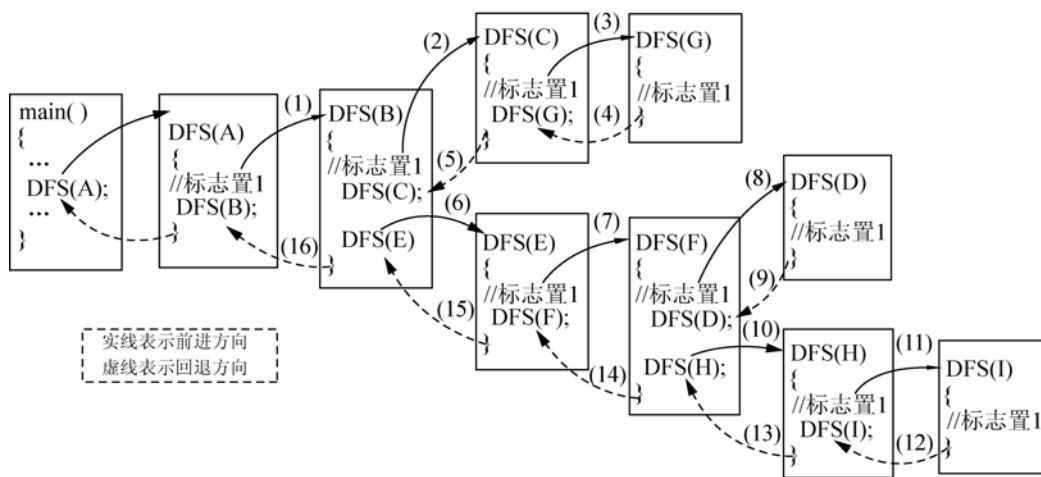 main( )
{
...
DFS(A);
...
}
DFS(A)
{
//标志置1
DFS(B);
}
(1)
(16)
DFS(B)
{
//标志置1
DFS(C);
DFS(E)
}
(2)
(5)
(6)
(15)
DFS(C)
{
//标志置1
DFS(G);
}
(3)
(4)
DFS(G)
{
//标志置1
}
DFS(E)
{
//标志置1
DFS(F);
}
(7)
(14)
DFS(F)
{
//标志置1
DFS(D);
DFS(H);
}
(8)
(9)
(10)
(13)
DFS(D)
{
//标志置1
}
DFS(H)
{
//标志置1
DFS(I);
}
(11)
(12)
DFS(I)
{
//标志置1
}
实线表示前进方向
虚线表示回退方向